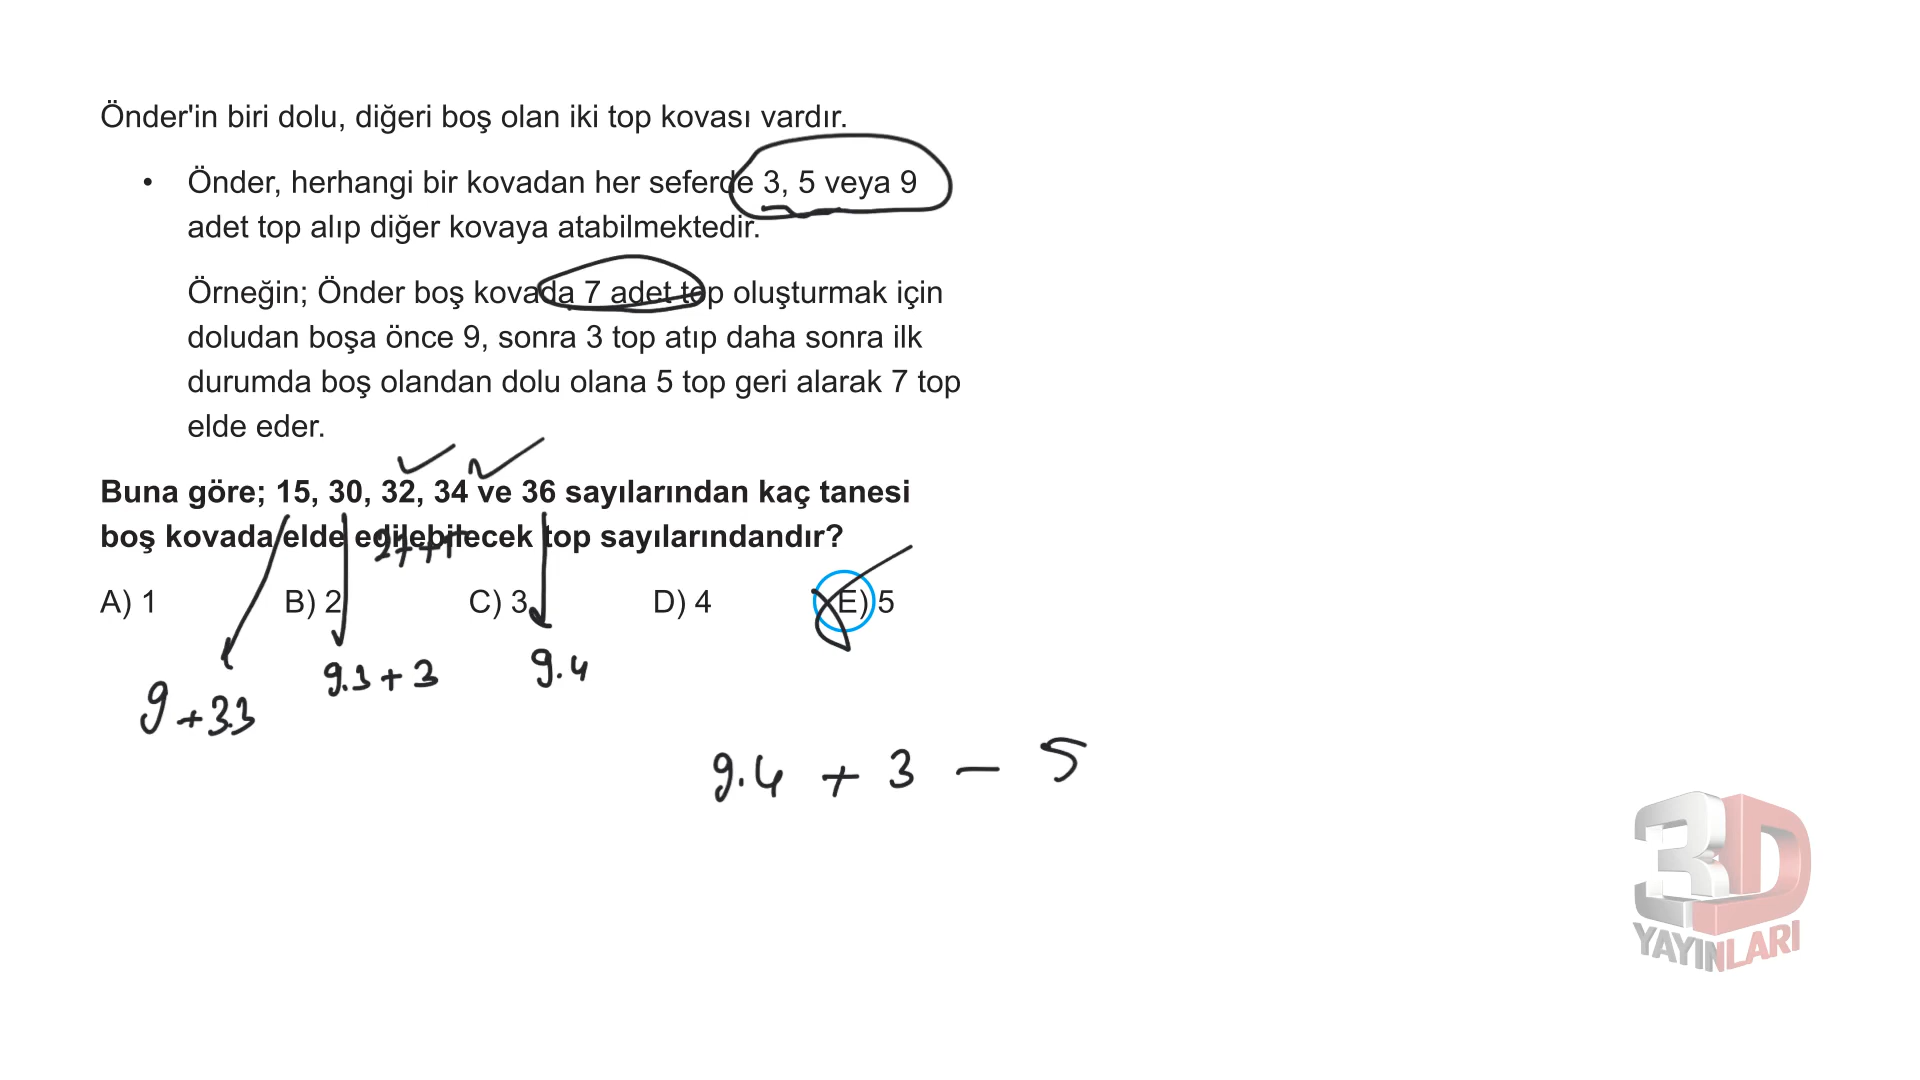 Önder'in biri dolu, diğeri boş olan iki top kovası vardır.
• Önder, herhangi bir kovadan her seferde 3, 5 veya 9
adet top alıp diğer kovaya atabilmektedir.
Örneğin; Önder boş kovada 7 adet top oluşturmak için
doludan boşa önce 9, sonra 3 top atıp daha sonra ilk
durumda boş olandan dolu olana 5 top geri alarak 7 top
elde eder.
Buna göre; 15, 30, 32, 34 ve 36 sayılarından kaç tanesi
boş kovada elde edilebilecek top sayılarındandır?
A) 1 B) 2 C) 3 D) 4 E) 5
9.3 + 3 9.4
9 + 3.3
9.4 + 3 - 5
3D
YAYINLARI